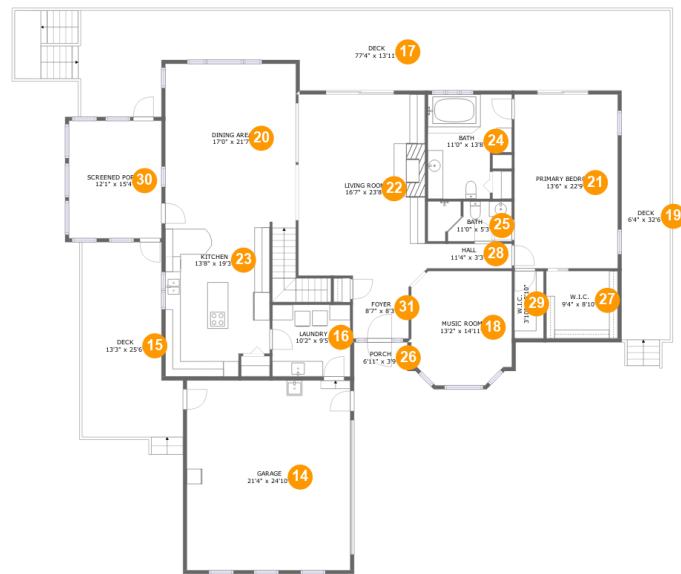 DECK
77'4" x 13'11"
17
DINING AREA
17'0" x 21'7"
20
BATH
11'0" x 13'8"
24
SCREENED PO
12'1" x 15'4"
30
LIVING ROOM
16'7" x 23'8"
22
PRIMARY BEDR
13'6" x 22'9"
21
DECK
6'4" x 32'6"
19
BATH
11'0" x 5'3"
25
HALL
11'4" x 3'3"
28
KITCHEN
13'8" x 19'3"
23
W.I.C.
29
W.I.C.
9'4" x 8'10"
27
FOYER
8'7" x 8'3"
31
MUSIC ROOM
13'2" x 14'11"
18
LAUNDRY
10'2" x 9'5"
16
DECK
13'3" x 25'6"
15
PORCH
6'11" x 3'9"
26
GARAGE
21'4" x 24'10"
14